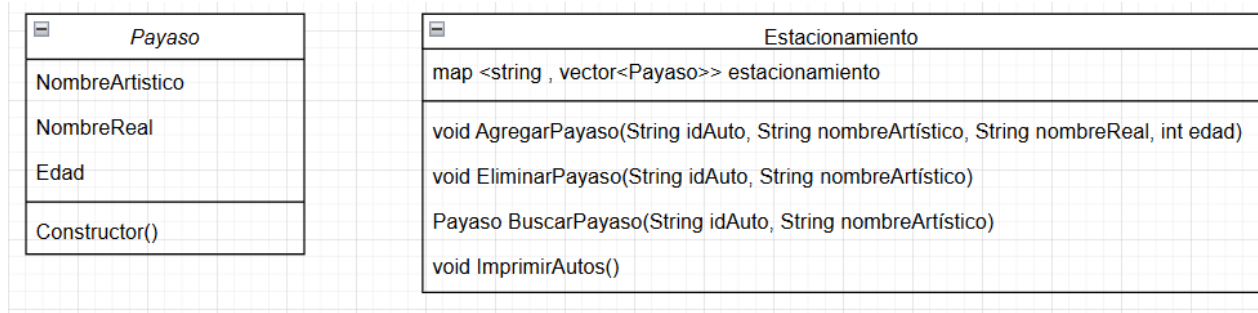 Payaso
NombreArtistico
NombreReal
Edad
Constructor()
Estacionamiento
map <string , vector<Payaso>> estacionamiento
void AgregarPayaso(String idAuto, String nombreArtístico, String nombreReal, int edad)
void EliminarPayaso(String idAuto, String nombreArtístico)
Payaso BuscarPayaso(String idAuto, String nombreArtístico)
void ImprimirAutos()